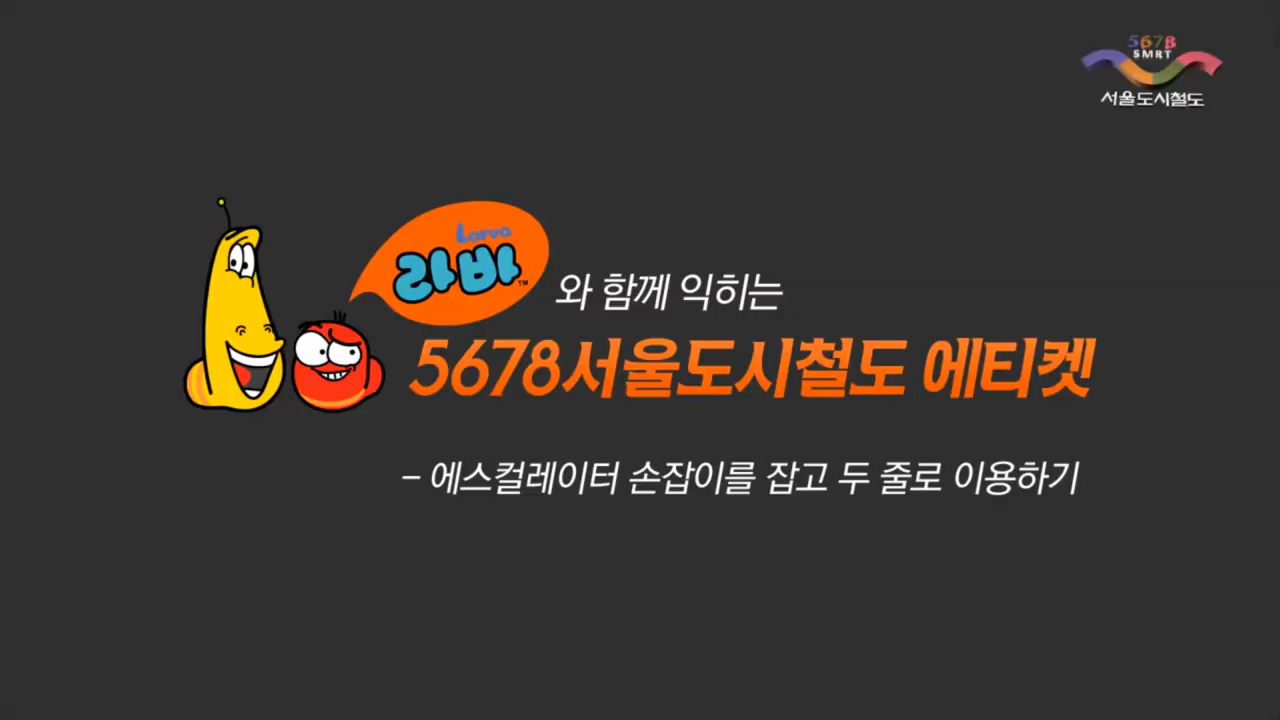 5678
SMRT
서울도시철도
Larva
라바™
와 함께 익히는
5678서울도시철도 에티켓
– 에스컬레이터 손잡이를 잡고 두 줄로 이용하기